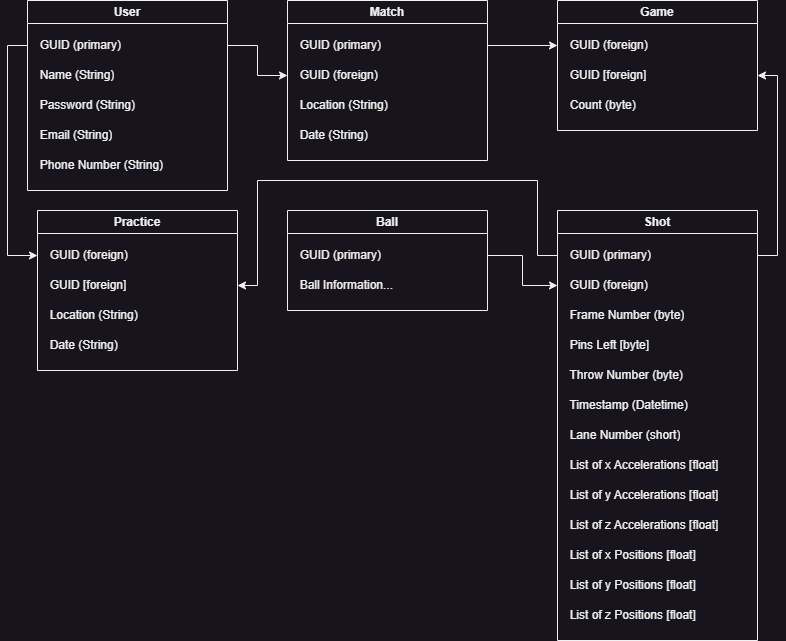 User
GUID (primary)
Name (String)
Password (String)
Email (String)
Phone Number (String)
Match
GUID (primary)
GUID (foreign)
Location (String)
Date (String)
Game
GUID (foreign)
GUID [foreign]
Count (byte)
Practice
GUID (foreign)
GUID [foreign]
Location (String)
Date (String)
Ball
GUID (primary)
Ball Information...
Shot
GUID (primary)
GUID (foreign)
Frame Number (byte)
Pins Left [byte]
Throw Number (byte)
Timestamp (Datetime)
Lane Number (short)
List of x Accelerations [float]
List of y Accelerations [float]
List of z Accelerations [float]
List of x Positions [float]
List of y Positions [float]
List of z Positions [float]